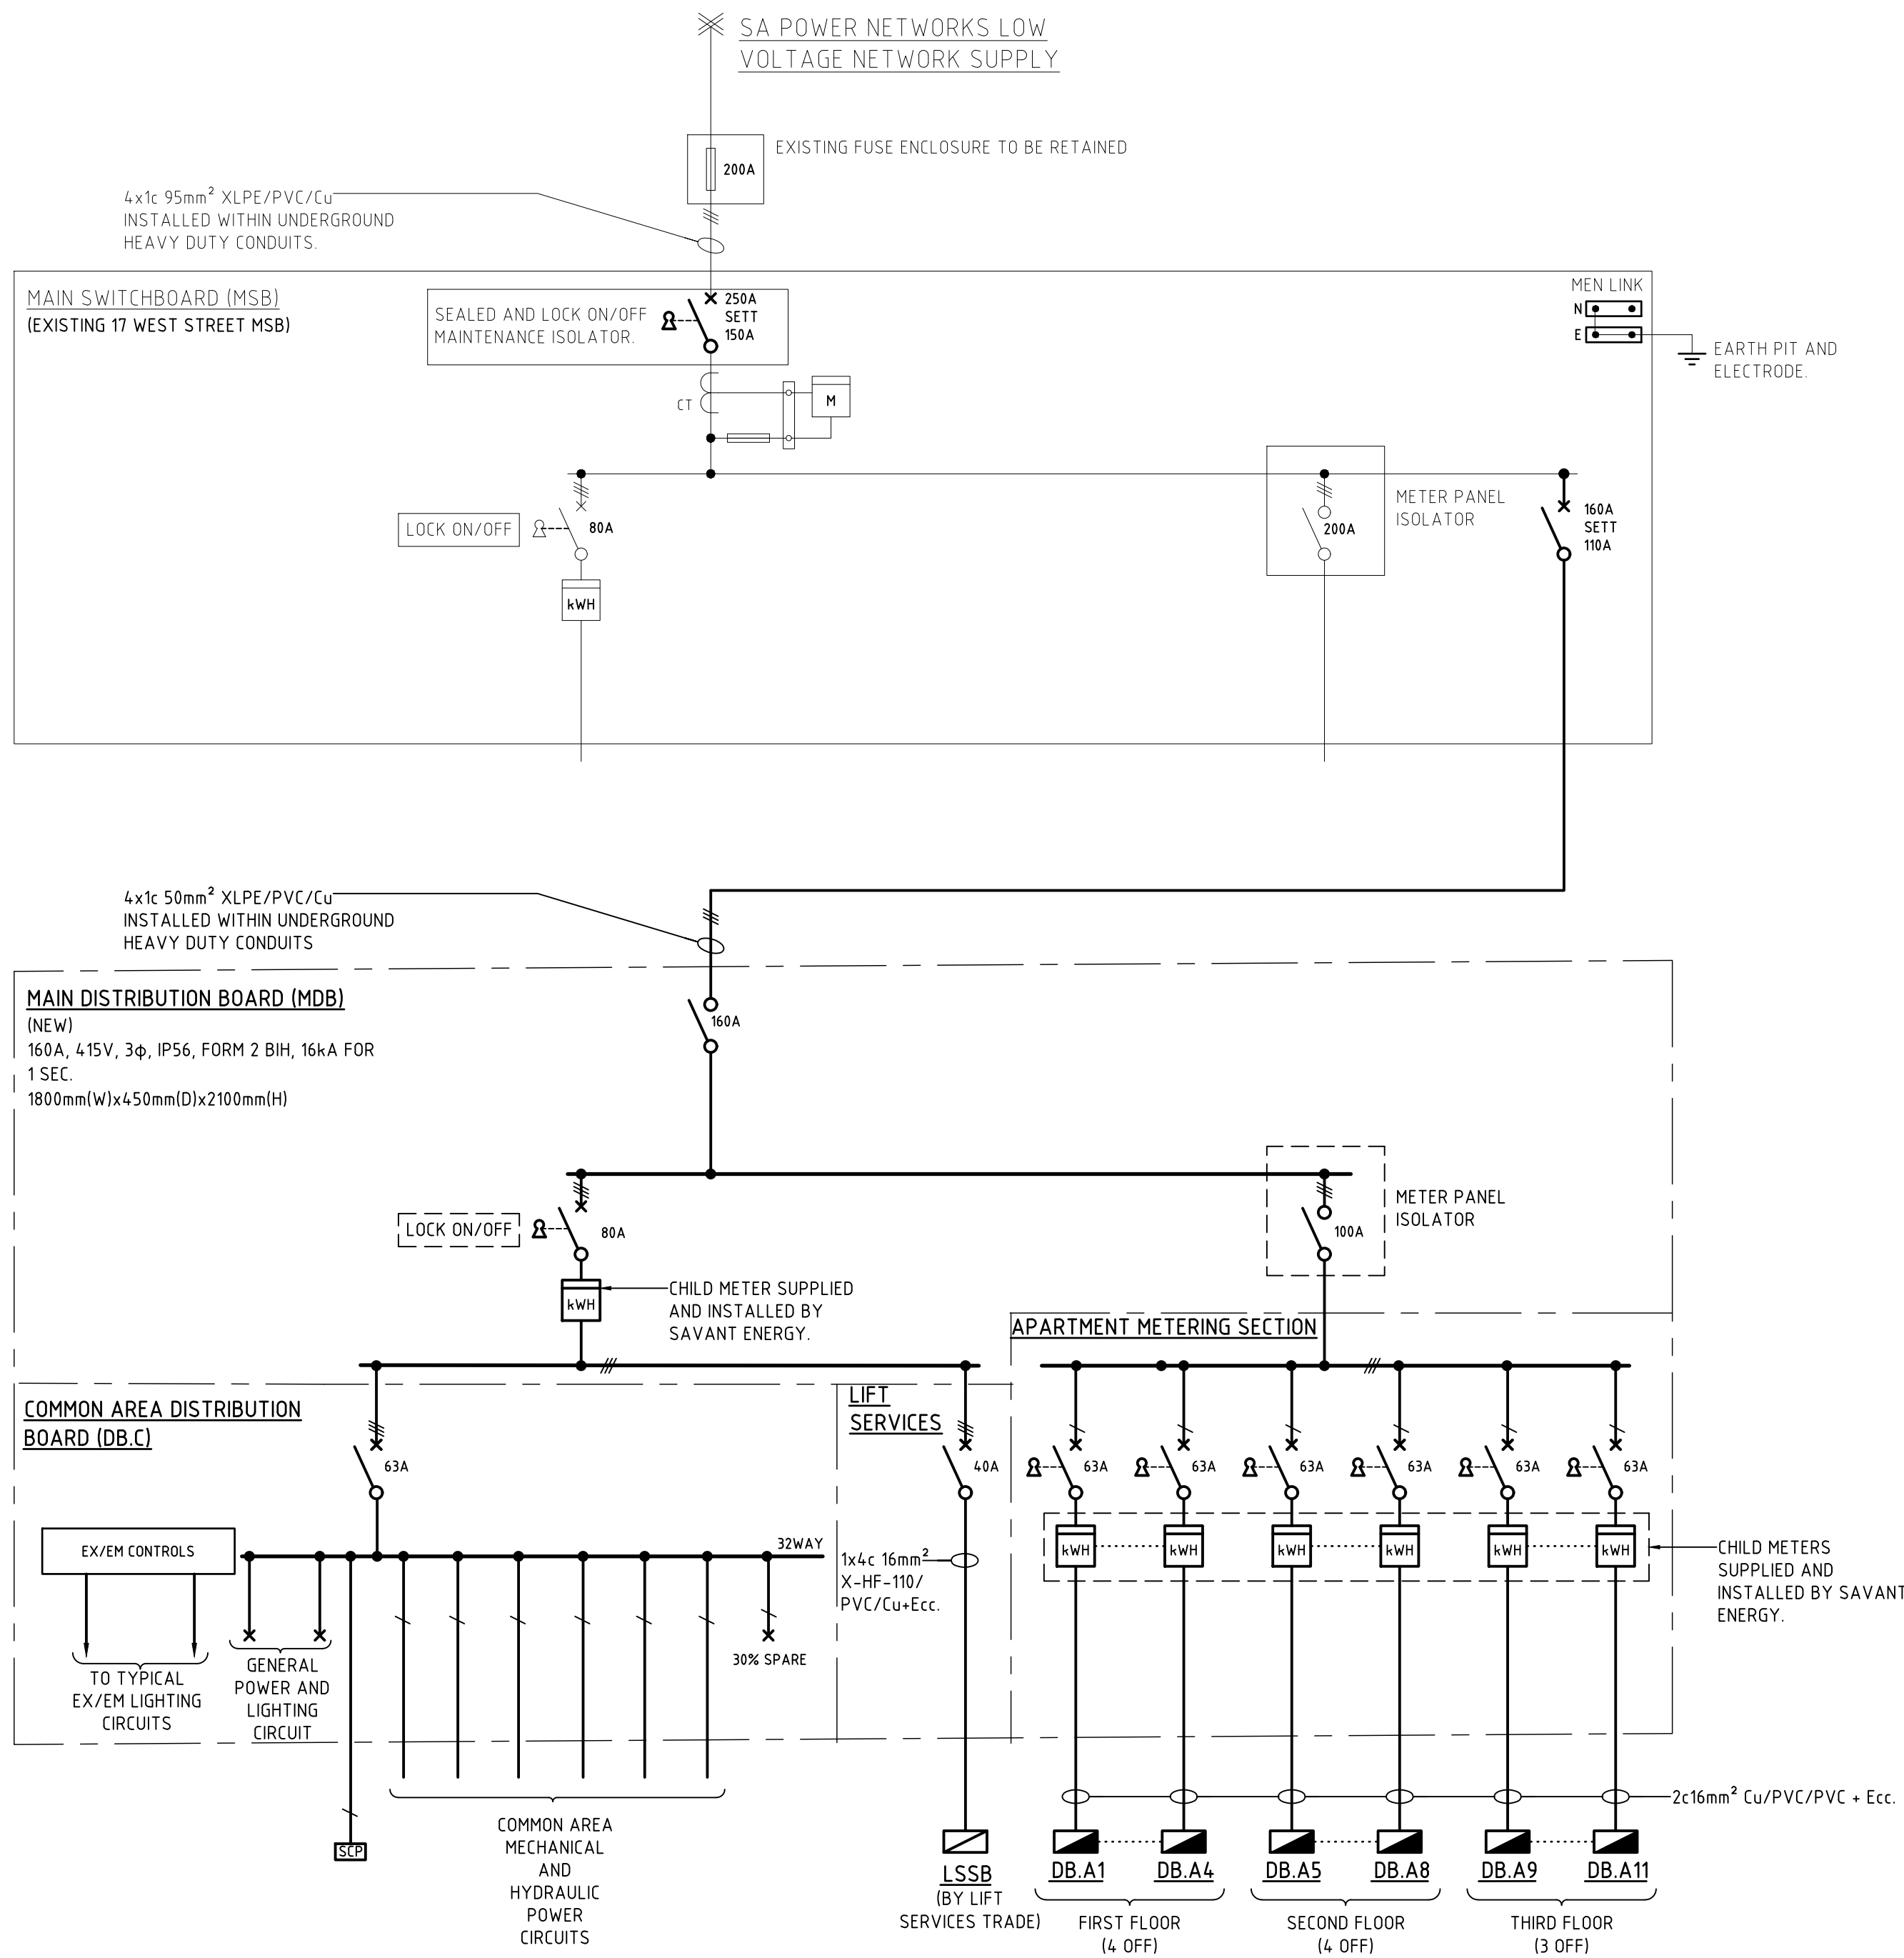 SA POWER NETWORKS LOW
VOLTAGE NETWORK SUPPLY
EXISTING FUSE ENCLOSURE TO BE RETAINED
200A
4x1c 95mm² XLPE/PVC/Cu
INSTALLED WITHIN UNDERGROUND
HEAVY DUTY CONDUITS.
MAIN SWITCHBOARD (MSB)
(EXISTING 17 WEST STREET MSB)
SEALED AND LOCK ON/OFF
MAINTENANCE ISOLATOR.
250A
SETT
150A
MEN LINK
N
E
EARTH PIT AND
ELECTRODE.
CT
M
LOCK ON/OFF
80A
kWH
200A
METER PANEL
ISOLATOR
160A
SETT
110A
4x1c 50mm² XLPE/PVC/Cu
INSTALLED WITHIN UNDERGROUND
HEAVY DUTY CONDUITS
MAIN DISTRIBUTION BOARD (MDB)
(NEW)
160A, 415V, 3φ, IP56, FORM 2 BIH, 16kA FOR
1 SEC.
1800mm(W)x450mm(D)x2100mm(H)
160A
LOCK ON/OFF
80A
kWH
CHILD METER SUPPLIED
AND INSTALLED BY
SAVANT ENERGY.
100A
METER PANEL
ISOLATOR
APARTMENT METERING SECTION
COMMON AREA DISTRIBUTION
BOARD (DB.C)
63A
LIFT
SERVICES
40A
63A
63A
63A
63A
63A
63A
EX/EM CONTROLS
32WAY
1x4c 16mm²
X-HF-110/
PVC/Cu+Ecc.
kWH
kWH
kWH
kWH
kWH
kWH
CHILD METERS
SUPPLIED AND
INSTALLED BY SAVANT
ENERGY.
TO TYPICAL
EX/EM LIGHTING
CIRCUITS
GENERAL
POWER AND
LIGHTING
CIRCUIT
30% SPARE
SCP
COMMON AREA
MECHANICAL
AND
HYDRAULIC
POWER
CIRCUITS
2c16mm² Cu/PVC/PVC + Ecc.
LSSB
(BY LIFT
SERVICES TRADE)
DB.A1
DB.A4
DB.A5
DB.A8
DB.A9
DB.A11
FIRST FLOOR
(4 OFF)
SECOND FLOOR
(4 OFF)
THIRD FLOOR
(3 OFF)